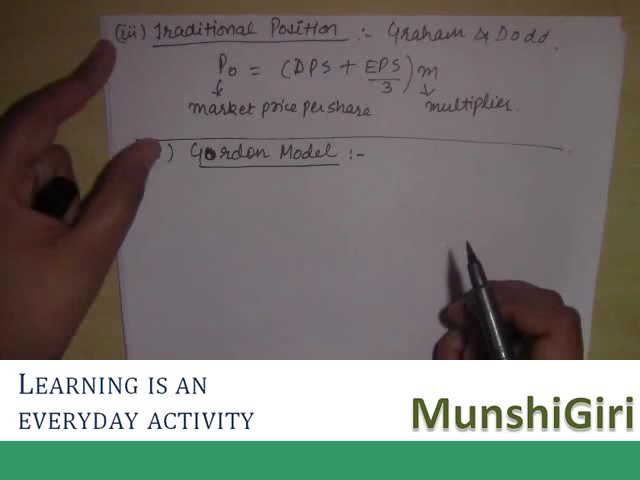 (iii) Traditional Position :- Graham & Dodd.
P0 = (DPS + EPS/3) m
market price per share multiplier.
) Gordon Model :-
LEARNING IS AN
EVERYDAY ACTIVITY
MunshiGiri